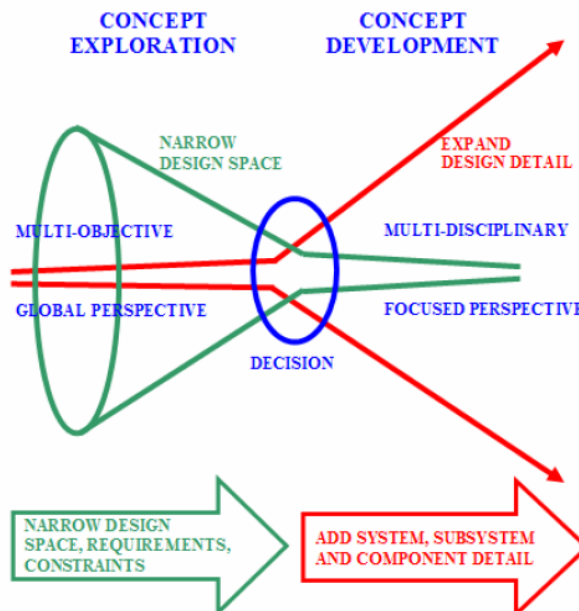 CONCEPT
EXPLORATION
CONCEPT
DEVELOPMENT
NARROW
DESIGN SPACE
EXPAND
DESIGN DETAIL
MULTI-OBJECTIVE
MULTI-DISCIPLINARY
GLOBAL PERSPECTIVE
FOCUSED PERSPECTIVE
DECISION
NARROW DESIGN
SPACE, REQUIREMENTS,
CONSTRAINTS
ADD SYSTEM, SUBSYSTEM
AND COMPONENT DETAIL